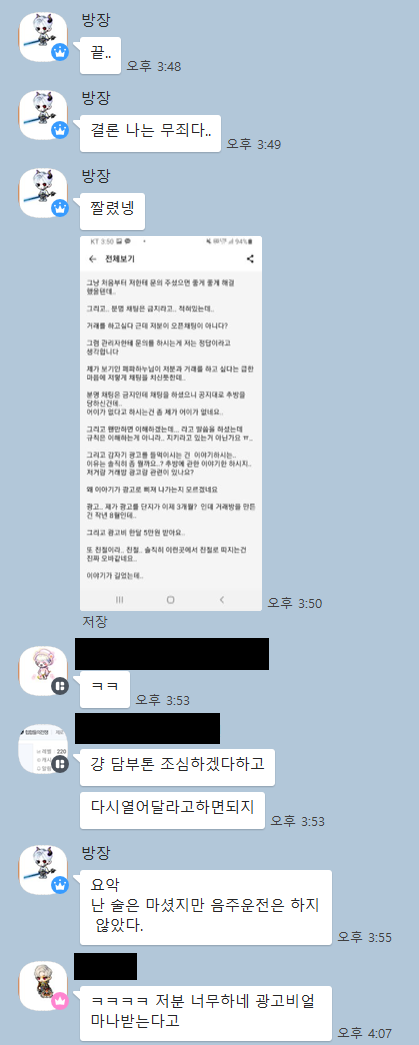 방장
끝..
오후 3:48
방장
결론 나는 무죄다..
오후 3:49
방장
짤렸넹
KT 3:50
94%
전체보기
그냥 처음부터 저한테 문의 주셨으면 좋게 좋게 해결
했을텐데..
그리고.. 분명 채팅은 금지라고.. 적혀있는데..
거래를 하고싶다 근데 저분이 오픈채팅이 아니다?
그럼 관리자한테 문의를 하시는게 저는 정답이라고
생각합니다
제가 보기인 페파하누님이 저분과 거래를 하고 싶다는 급한
마음에 저렇게 채팅을 치신듯한데..
분명 채팅은 금지인데 채팅을 하셨으니 공지대로 추방을
당하신건데..
어이가 없다고 하시는건 좀 제가 어이가 없네요..
그리고 왠만하면 이해하겠는데.... 라고 말씀을 하셨는데
규칙은 이해하는게 아니라.. 지키라고 있는거 아닌가요 ㅠ..
그리고 갑자기 광고를 들먹이시는 건 이야기하시는..
이유는 솔직히 좀 뭘까요..? 추방에 관한 이야기만 하시지..
저거랑 거래방 광고랑 관련이 있나요?
왜 이야기가 광고로 빠져 나가는지 모르겠네요
광고.. 제가 광고를 단지가 이제 3개월? 인데 거래방을 만든
건 작년 8월인데..
그리고 광고비 한달 5만원 받아요..
또 친절이라.. 친절.. 솔직히 이런곳에서 친절로 따지는건
진짜 오바같네요..
이야기가 길었는데..
오후 3:50
저장
ㅋㅋ
오후 3:53
220
걍 담부톤 조심하겠다하고
다시열어달라고하면되지
오후 3:53
방장
요악
난 술은 마셨지만 음주운전은 하지
않았다.
오후 3:55
ㅋㅋㅋㅋ 저분 너무하네 광고비얼
마나받는다고
오후 4:07